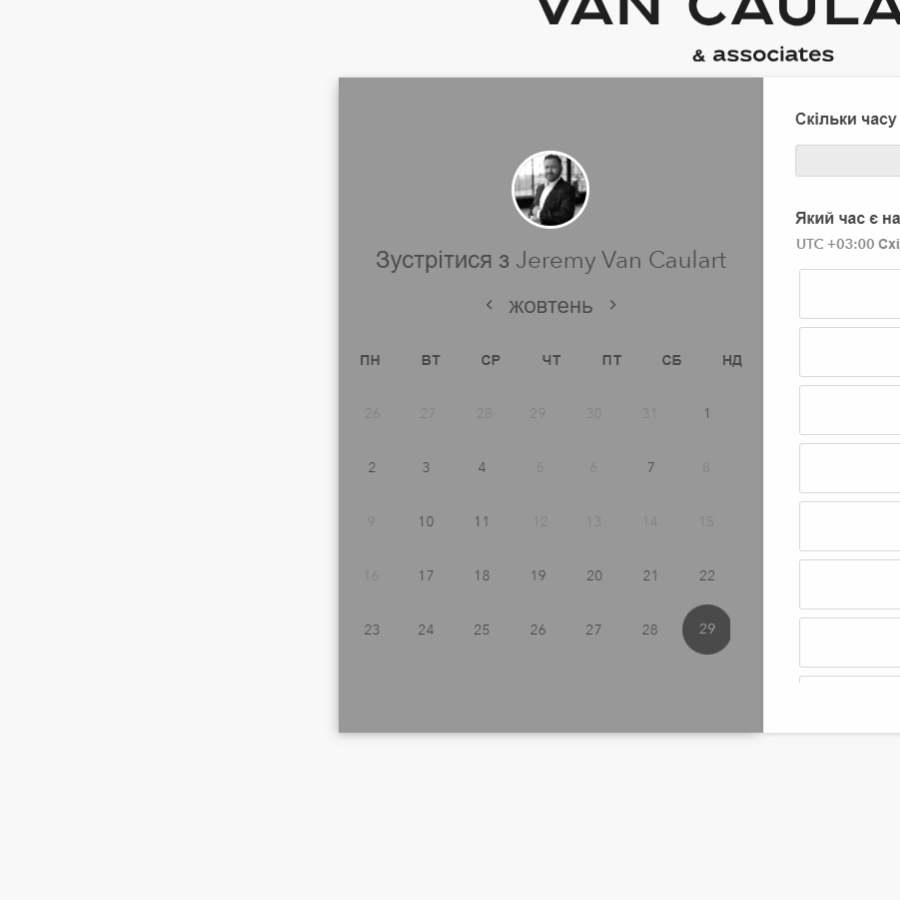 VAN CAULA
& associates
Зустрітися з Jeremy Van Caulart
жовтень
ПН ВТ СР ЧТ ПТ СБ НД
26 27 28 29 30 31 1
2 3 4 5 6 7 8
9 10 11 12 13 14 15
16 17 18 19 20 21 22
23 24 25 26 27 28 29
Скільки часу
Який час є на
UTC +03:00 Схі